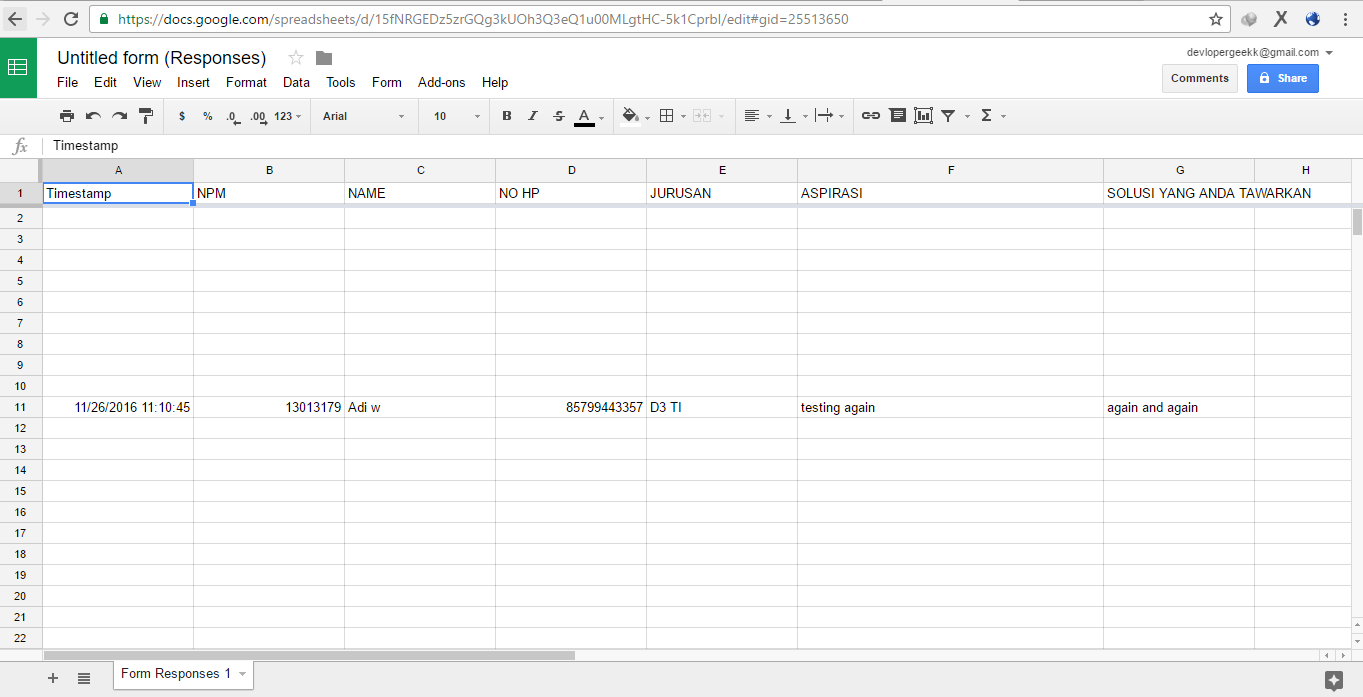 https://docs.google.com/spreadsheets/d/15fNRGEDz5zrGQg3kUOh3Q3eQ1u00MLgtHC-5k1Cprbl/edit#gid=25513650
Untitled form (Responses)
devlopergeekk@gmail.com
File Edit View Insert Format Data Tools Form Add-ons Help
Comments Share
$ % .0 .00 123 Arial 10 B I S A Σ
fx Timestamp
A B C D E F G H
1 Timestamp NPM NAME NO HP JURUSAN ASPIRASI SOLUSI YANG ANDA TAWARKAN
2
3
4
5
6
7
8
9
10
11 11/26/2016 11:10:45 13013179 Adi w 85799443357 D3 TI testing again again and again
12
13
14
15
16
17
18
19
20
21
22
Form Responses 1